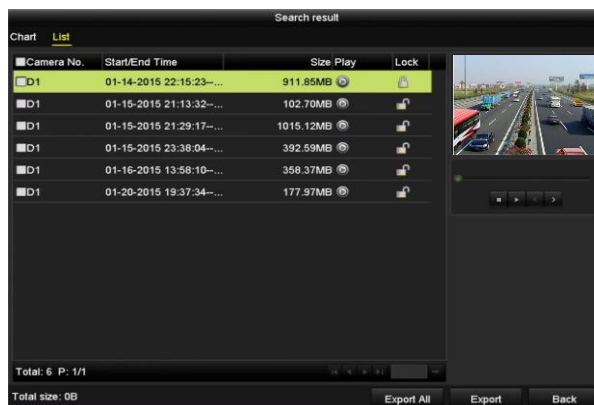 Search result
Chart List
Camera No. Start/End Time Size Play Lock
D1 01-14-2015 22:15:23--... 911.85MB
D1 01-15-2015 21:13:32--... 102.70MB
D1 01-15-2015 21:29:17--... 1015.12MB
D1 01-15-2015 23:38:04--... 392.59MB
D1 01-16-2015 13:58:10--... 358.37MB
D1 01-20-2015 19:37:34--... 177.97MB
Total: 6 P: 1/1
Total size: 0B Export All Export Back